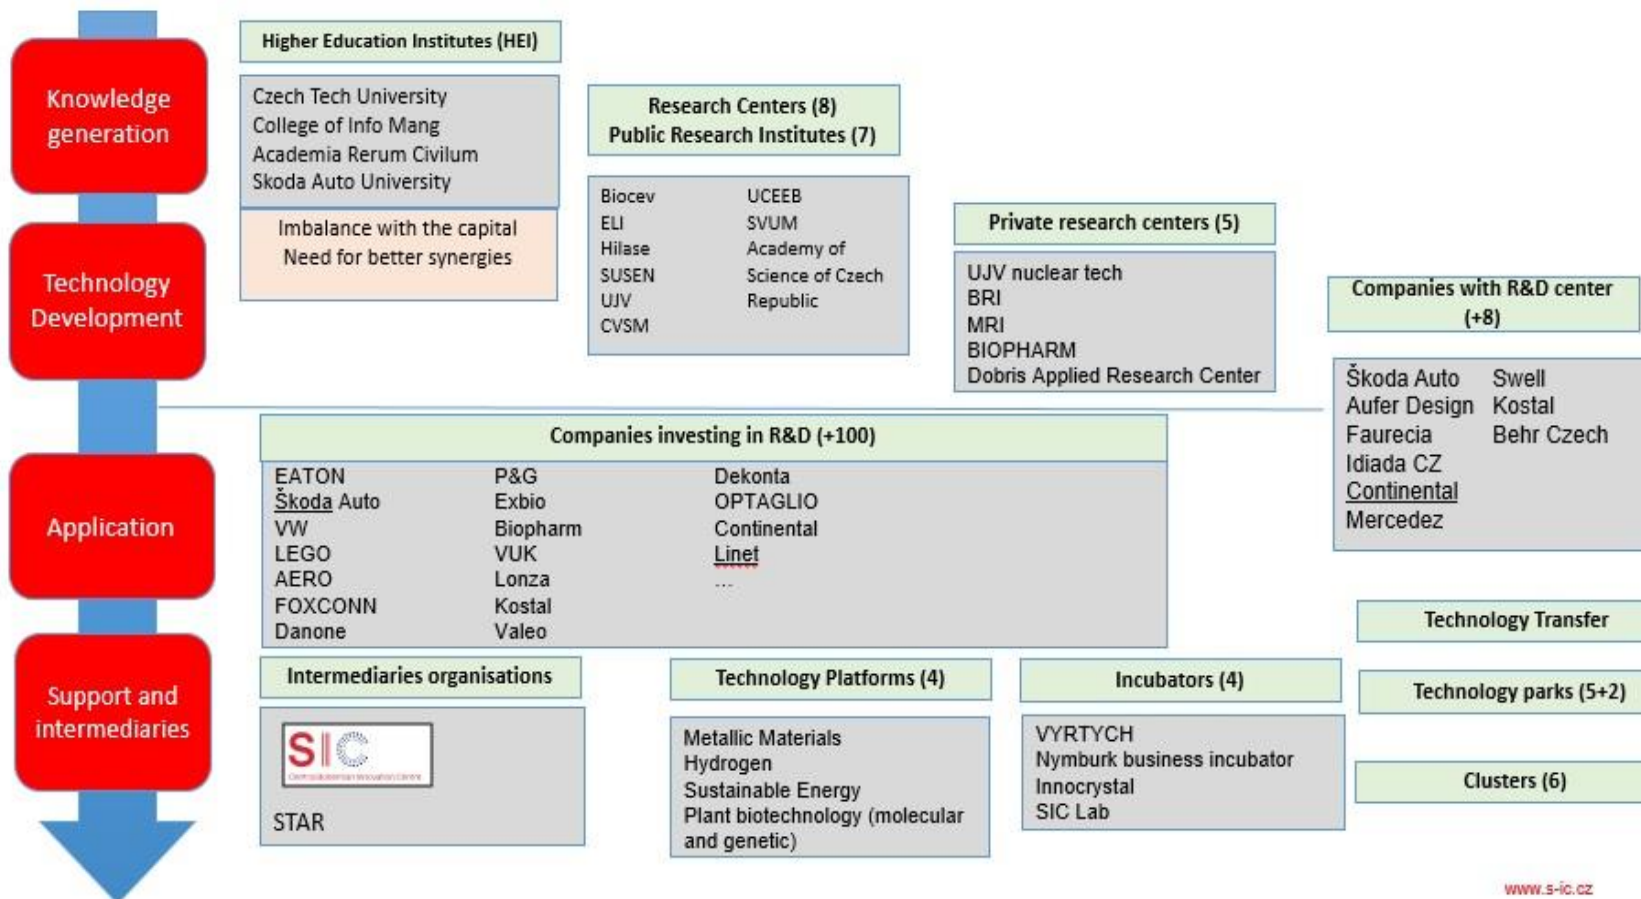 Knowledge
generation
Technology
Development
Application
Support and
intermediaries
Higher Education Institutes (HEI)
Czech Tech University
College of Info Mang
Academia Rerum Civilum
Skoda Auto University
Imbalance with the capital
Need for better synergies
Research Centers (8)
Public Research Institutes (7)
Biocev
ELI
Hilase
SUSEN
UJV
CVSM
UCEEB
SVUM
Academy of
Science of Czech
Republic
Private research centers (5)
UJV nuclear tech
BRI
MRI
BIOPHARM
Dobris Applied Research Center
Companies with R&D center
(+8)
Škoda Auto
Aufer Design
Faurecia
Idiada CZ
Continental
Mercedez
Swell
Kostal
Behr Czech
Companies investing in R&D (+100)
EATON
Škoda Auto
VW
LEGO
AERO
FOXCONN
Danone
P&G
Exbio
Biopharm
VUK
Lonza
Kostal
Valeo
Dekonta
OPTAGLIO
Continental
Linet
...
Intermediaries organisations
SIC
STAR
Technology Platforms (4)
Metallic Materials
Hydrogen
Sustainable Energy
Plant biotechnology (molecular
and genetic)
Incubators (4)
VYRTYCH
Nymburk business incubator
Innocrystal
SIC Lab
Technology Transfer
Technology parks (5+2)
Clusters (6)
www.s-ic.cz